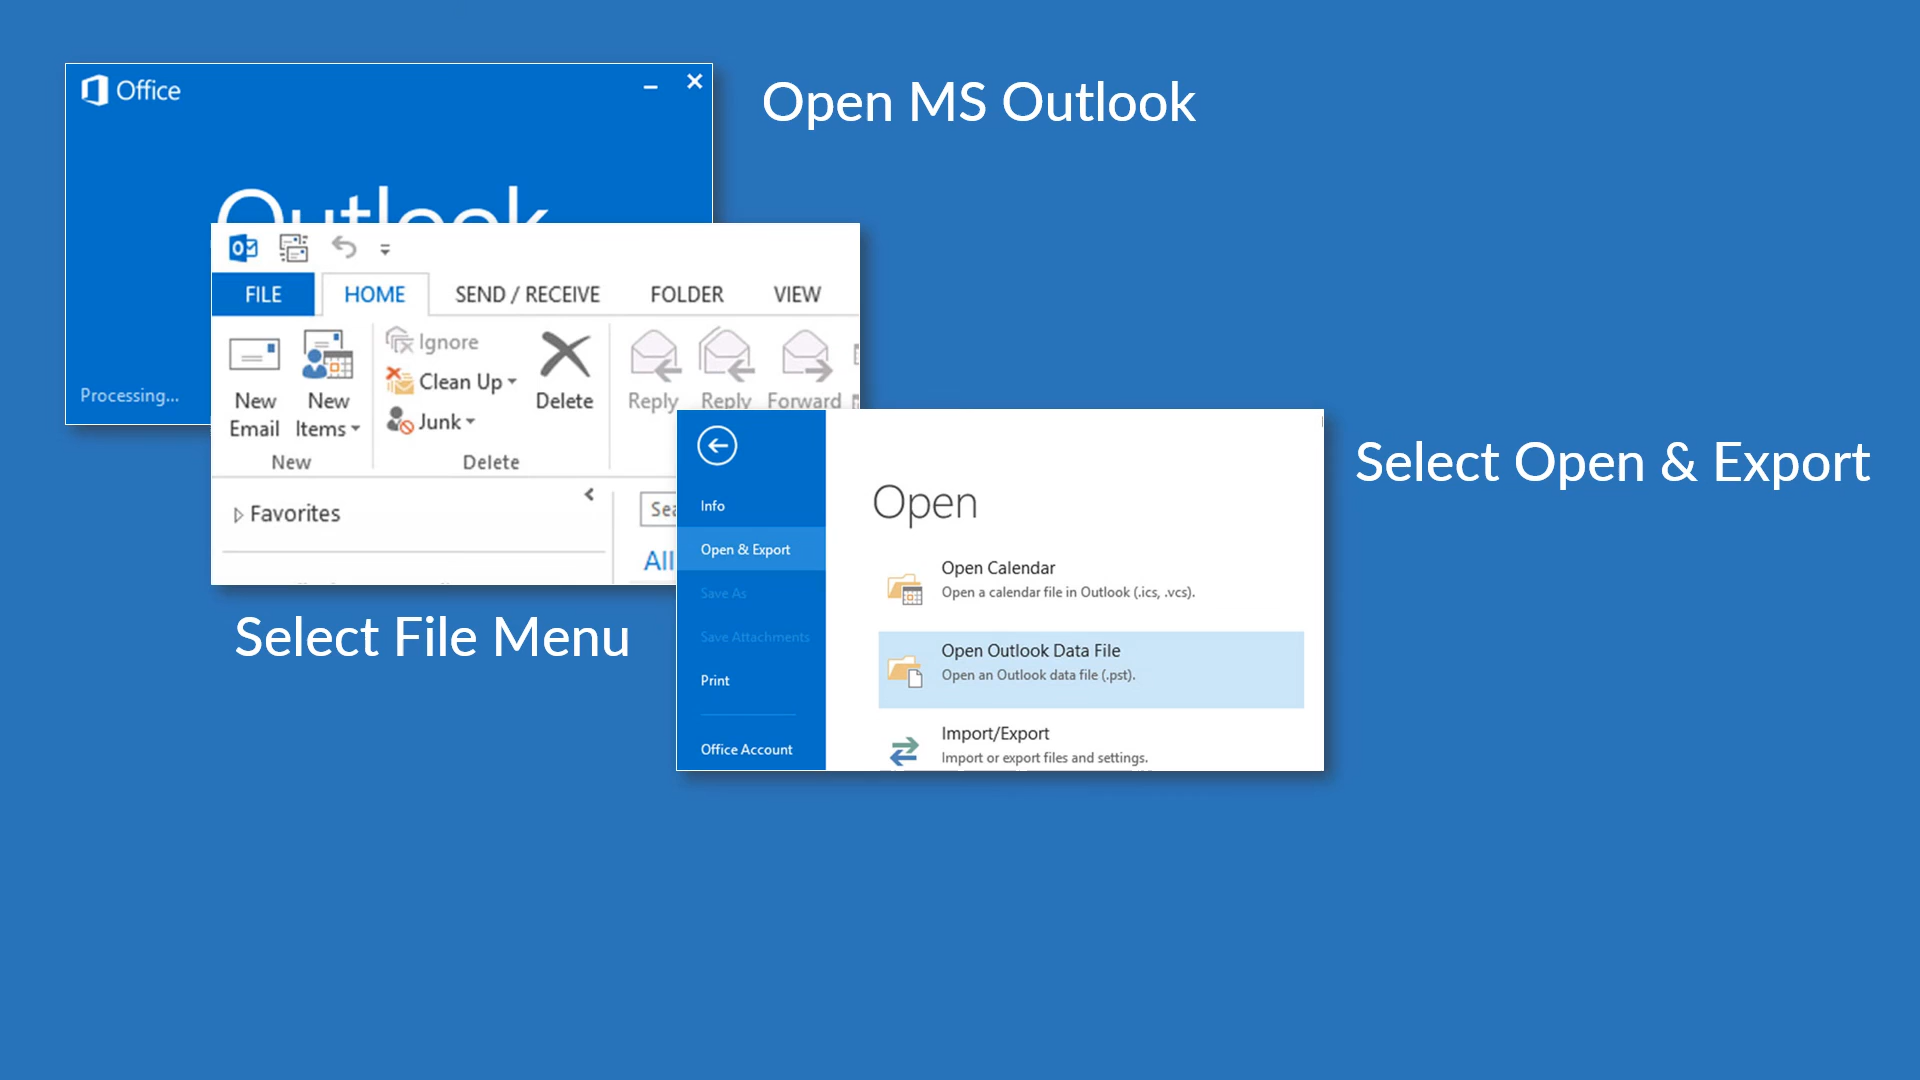 Office
Open MS Outlook
Outlook
Processing...
FILE HOME SEND / RECEIVE FOLDER VIEW
Ignore
Clean Up
Junk
New Email
New Items
Delete
Reply Reply Forward
New Delete
Favorites
All
Select File Menu
Select Open & Export
Info
Open & Export
Save As
Save Attachments
Print
Office Account
Open
Open Calendar
Open a calendar file in Outlook (.ics, .vcs).
Open Outlook Data File
Open an Outlook data file (.pst).
Import/Export
Import or export files and settings.